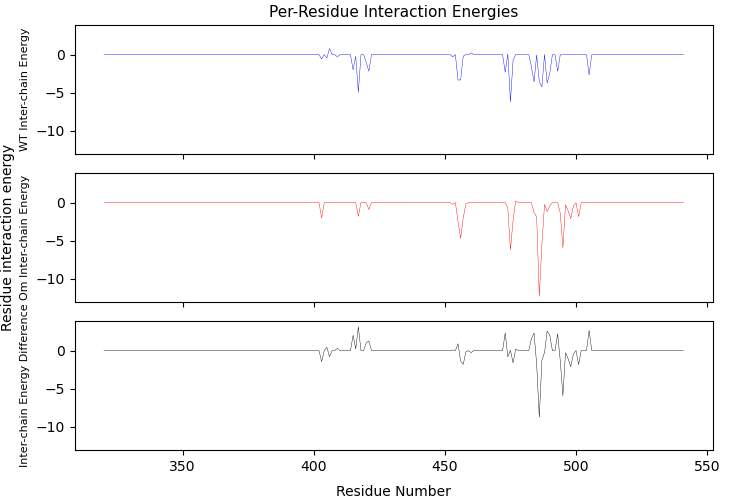 Per-Residue Interaction Energies
Residue interaction energy
WT Inter-chain Energy
0
−5
−10
Om Inter-chain Energy
0
−5
−10
Inter-chain Energy Difference
0
−5
−10
350
400
450
500
550
Residue Number